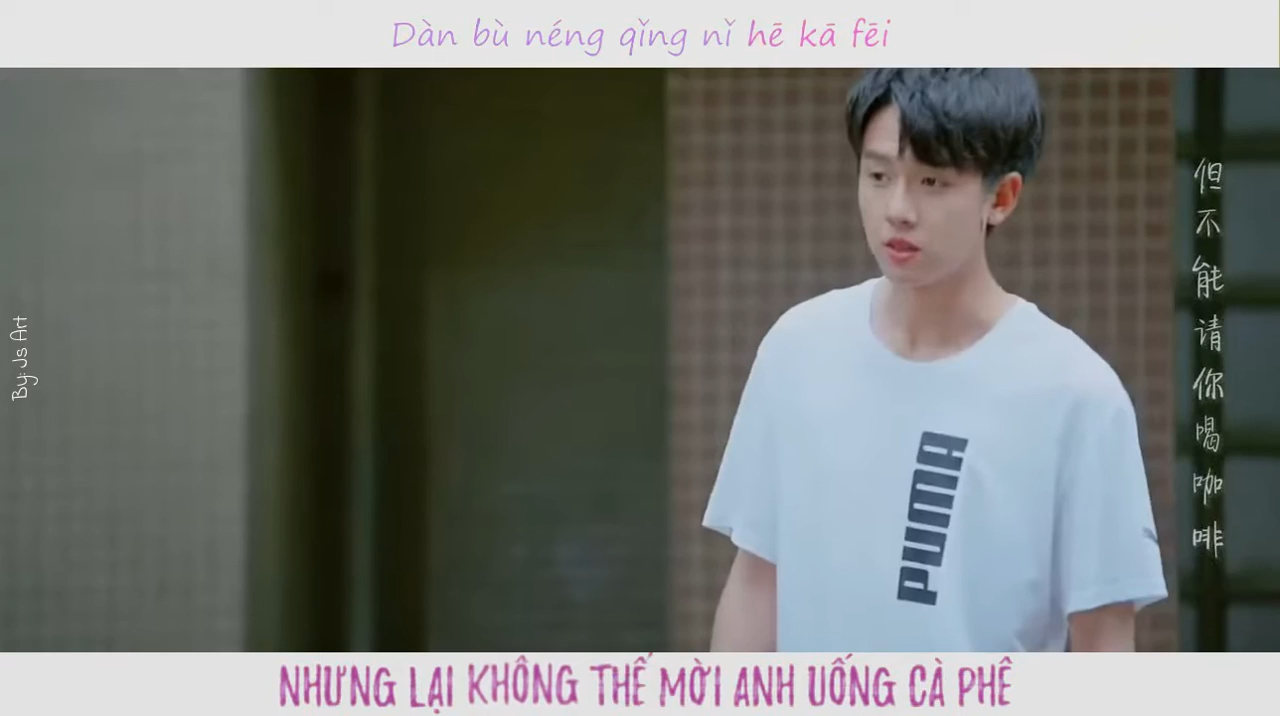 Dàn bù néng qǐng nǐ hē kā fēi
By: Js Art
但不能请你喝咖啡
PUMA
NHƯNG LẠI KHÔNG THỂ MỜI ANH UỐNG CÀ PHÊ